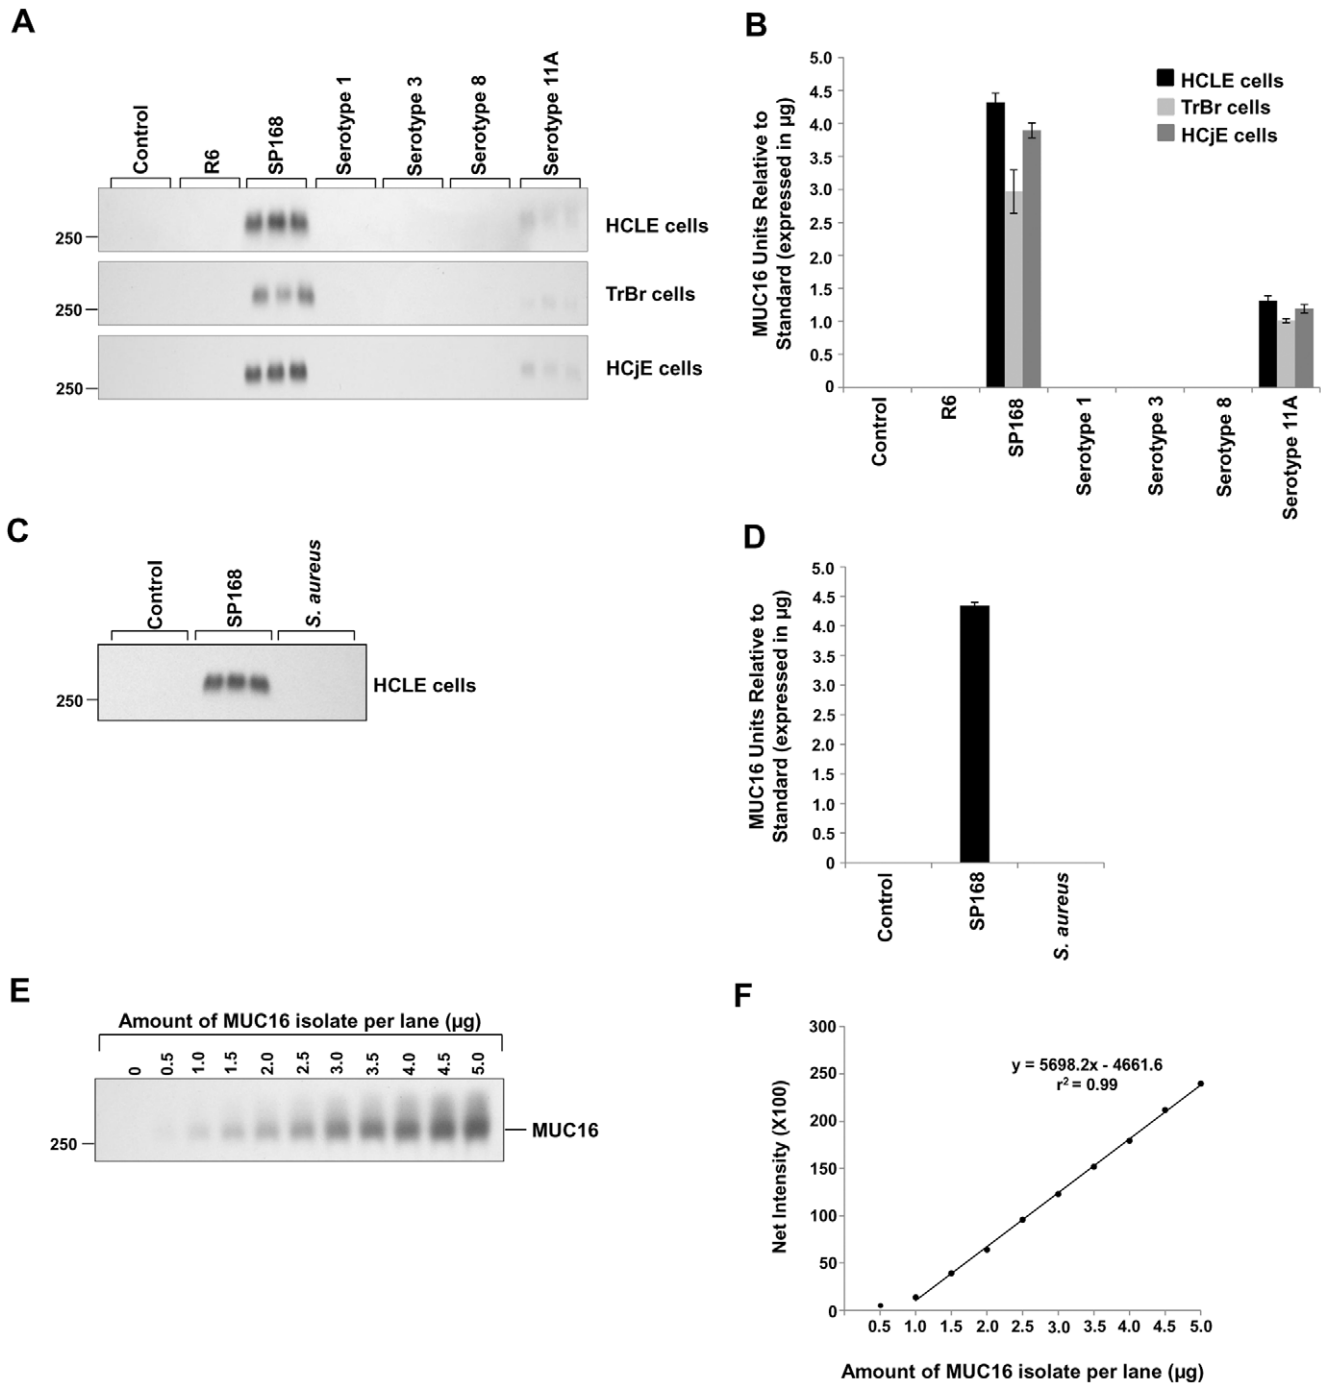 A
Control
R6
SP168
Serotype 1
Serotype 3
Serotype 8
Serotype 11A
250
HCLE cells
250
TrBr cells
250
HCjE cells
B
MUC16 Units Relative to
Standard (expressed in µg)
5.0
4.5
4.0
3.5
3.0
2.5
2.0
1.5
1.0
0.5
0
HCLE cells
TrBr cells
HCjE cells
Control
R6
SP168
Serotype 1
Serotype 3
Serotype 8
Serotype 11A
C
Control
SP168
S. aureus
250
HCLE cells
D
MUC16 Units Relative to
Standard (expressed in µg)
5.0
4.5
4.0
3.5
3.0
2.5
2.0
1.5
1.0
0.5
0
Control
SP168
S. aureus
E
Amount of MUC16 isolate per lane (µg)
0 0.5 1.0 1.5 2.0 2.5 3.0 3.5 4.0 4.5 5.0
250
MUC16
F
Net Intensity (X100)
300
250
200
150
100
50
0
y = 5698.2x - 4661.6
r² = 0.99
0.5 1.0 1.5 2.0 2.5 3.0 3.5 4.0 4.5 5.0
Amount of MUC16 isolate per lane (µg)